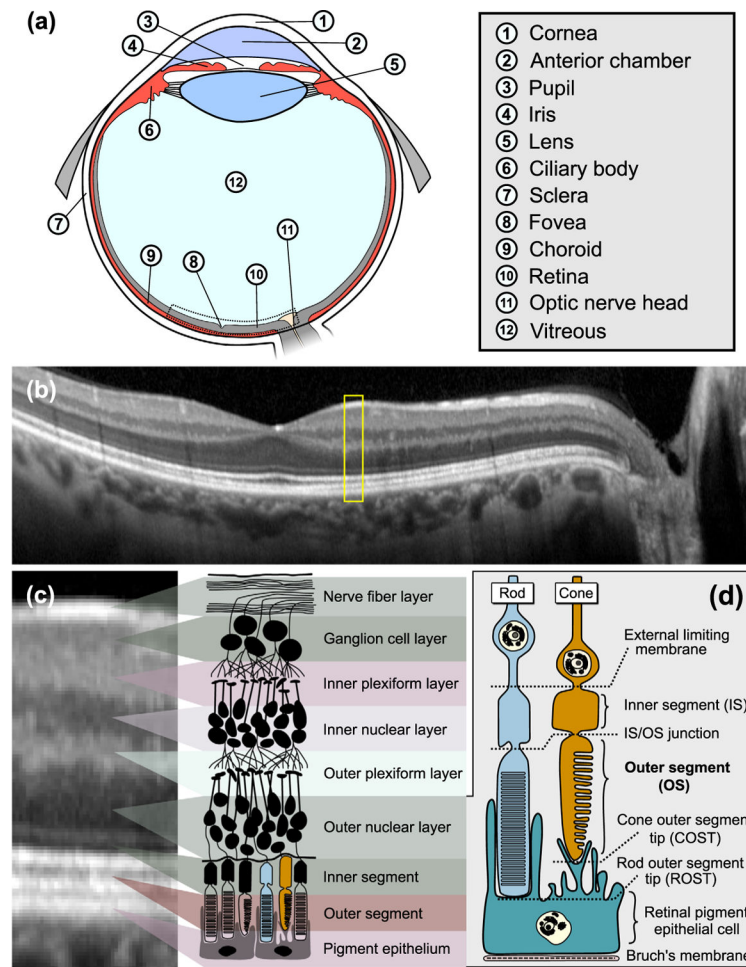 (a)
1
2
3
4
5
6
7
8
9
10
11
12
1 Cornea
2 Anterior chamber
3 Pupil
4 Iris
5 Lens
6 Ciliary body
7 Sclera
8 Fovea
9 Choroid
10 Retina
11 Optic nerve head
12 Vitreous
(b)
(c)
Nerve fiber layer
Ganglion cell layer
Inner plexiform layer
Inner nuclear layer
Outer plexiform layer
Outer nuclear layer
Inner segment
Outer segment
Pigment epithelium
(d)
Rod
Cone
External limiting
membrane
Inner segment (IS)
IS/OS junction
Outer segment
(OS)
Cone outer segment
tip (COST)
Rod outer segment
tip (ROST)
Retinal pigment
epithelial cell
Bruch's membrane